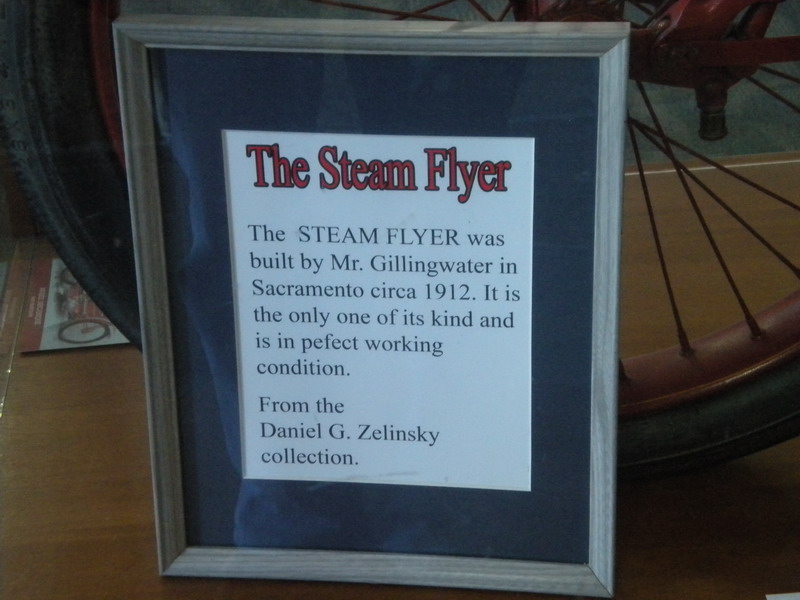 The Steam Flyer
The STEAM FLYER was
built by Mr. Gillingwater in
Sacramento circa 1912. It is
the only one of its kind and
is in pefect working
condition.
From the
Daniel G. Zelinsky
collection.